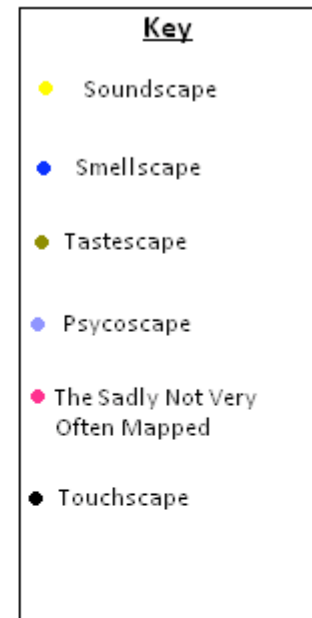 Key
Soundscape
Smellscape
Tastescape
Psycoscape
The Sadly Not Very
Often Mapped
Touchscape